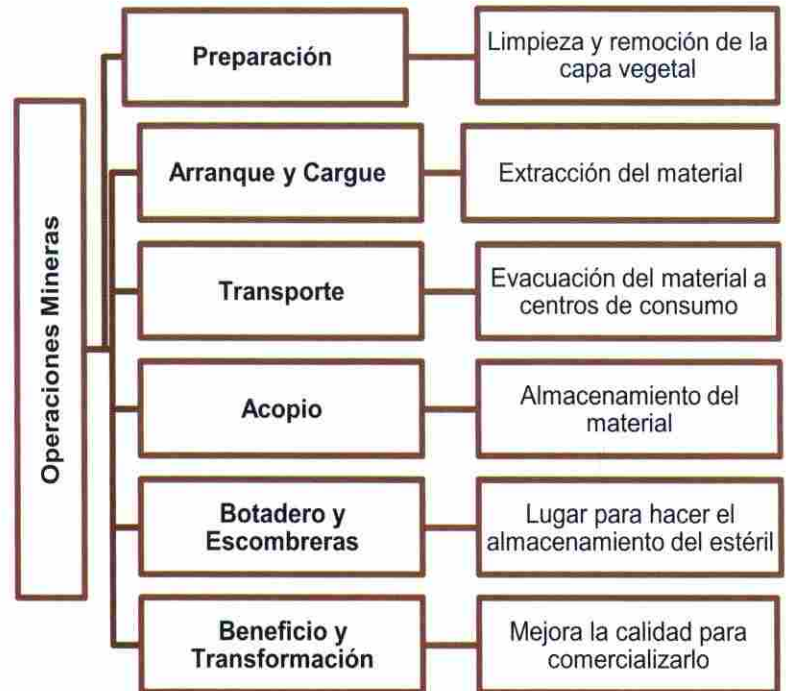 Operaciones Mineras
Preparación
Limpieza y remoción de la
capa vegetal
Arranque y Cargue
Extracción del material
Transporte
Evacuación del material a
centros de consumo
Acopio
Almacenamiento del
material
Botadero y
Escombreras
Lugar para hacer el
almacenamiento del estéril
Beneficio y
Transformación
Mejora la calidad para
comercializarlo